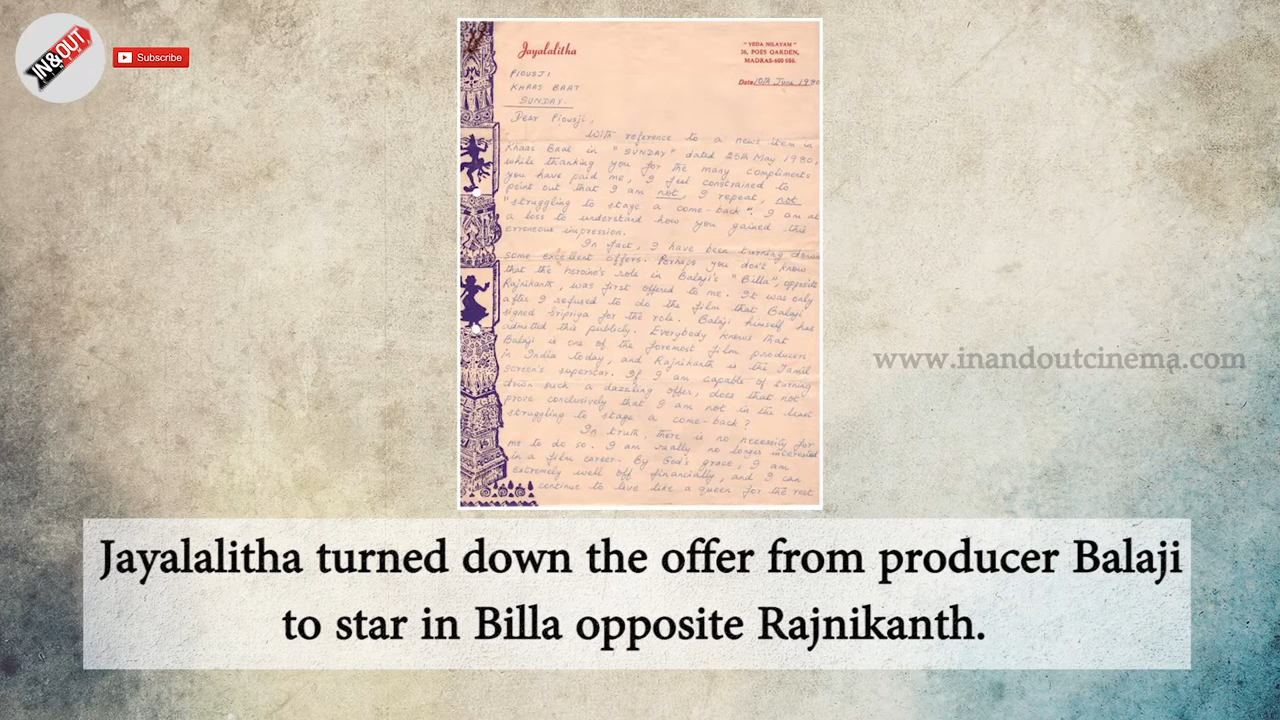 IN&OUT
Subscribe
Jayalalitha
" VEDA NILAYAM "
36, POES GARDEN,
MADRAS-600 086.
Date 10th June 1980
PIOUSJI
KHAAS BAAT
SUNDAY.
Dear Piousji,
With reference to a news item in
Khaas Baat in "SUNDAY" dated 25th May 1980,
while thanking you for the many compliments
you have paid me, I feel constrained to
point out that I am not, I repeat, not
"struggling to stage a come-back". I am at
a loss to understand how you gained this
erroneous impression.
In fact, I have been turning down
some excellent offers. Perhaps you don't know
that the heroine's role in Balaji's "Billa", opposite
Rajnikanth, was first offered to me. It was only
after I refused to do the film that Balaji
signed Sripriya for the role. Balaji himself has
admitted this publicly. Everybody knows that
Balaji is one of the foremost film producers
in India today, and Rajnikanth is the Tamil
screen's superstar. If I am capable of turning
down such a dazzling offer, does that not
prove conclusively that I am not in the least
struggling to stage a come-back?
In truth, there is no necessity for
me to do so. I am really no longer interested
in a film career. By God's grace, I am
extremely well off financially, and I can
continue to live like a queen for the rest
www.inandoutcinema.com
Jayalalitha turned down the offer from producer Balaji
to star in Billa opposite Rajnikanth.